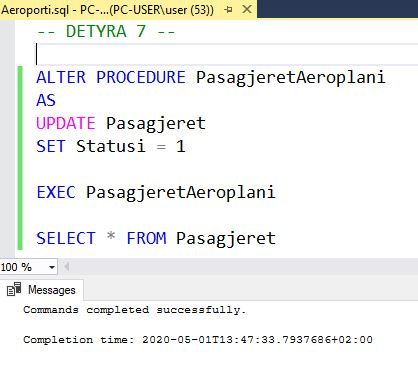 Aeroporti.sql - PC-...(PC-USER\user (53))
-- DETYRA 7 --
ALTER PROCEDURE PasagjeretAeroplani
AS
UPDATE Pasagjeret
SET Statusi = 1
EXEC PasagjeretAeroplani
SELECT * FROM Pasagjeret
100 %
Messages
Commands completed successfully.
Completion time: 2020-05-01T13:47:33.7937686+02:00